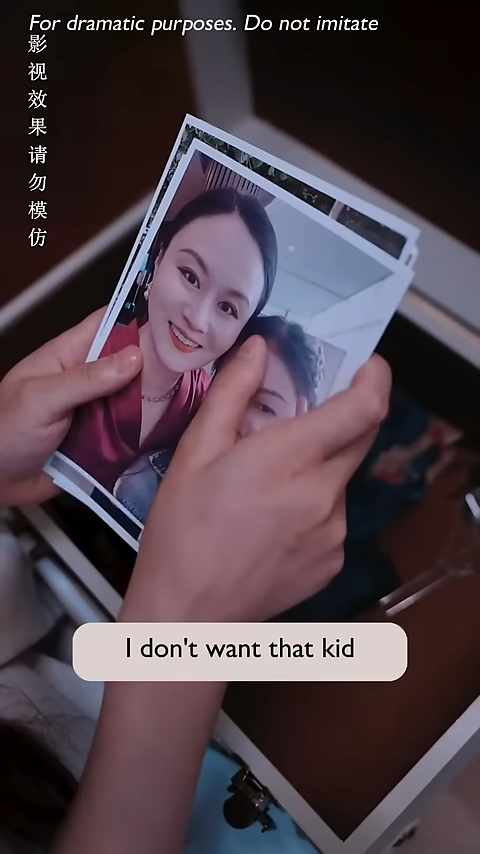 For dramatic purposes. Do not imitate
影视效果请勿模仿
I don't want that kid